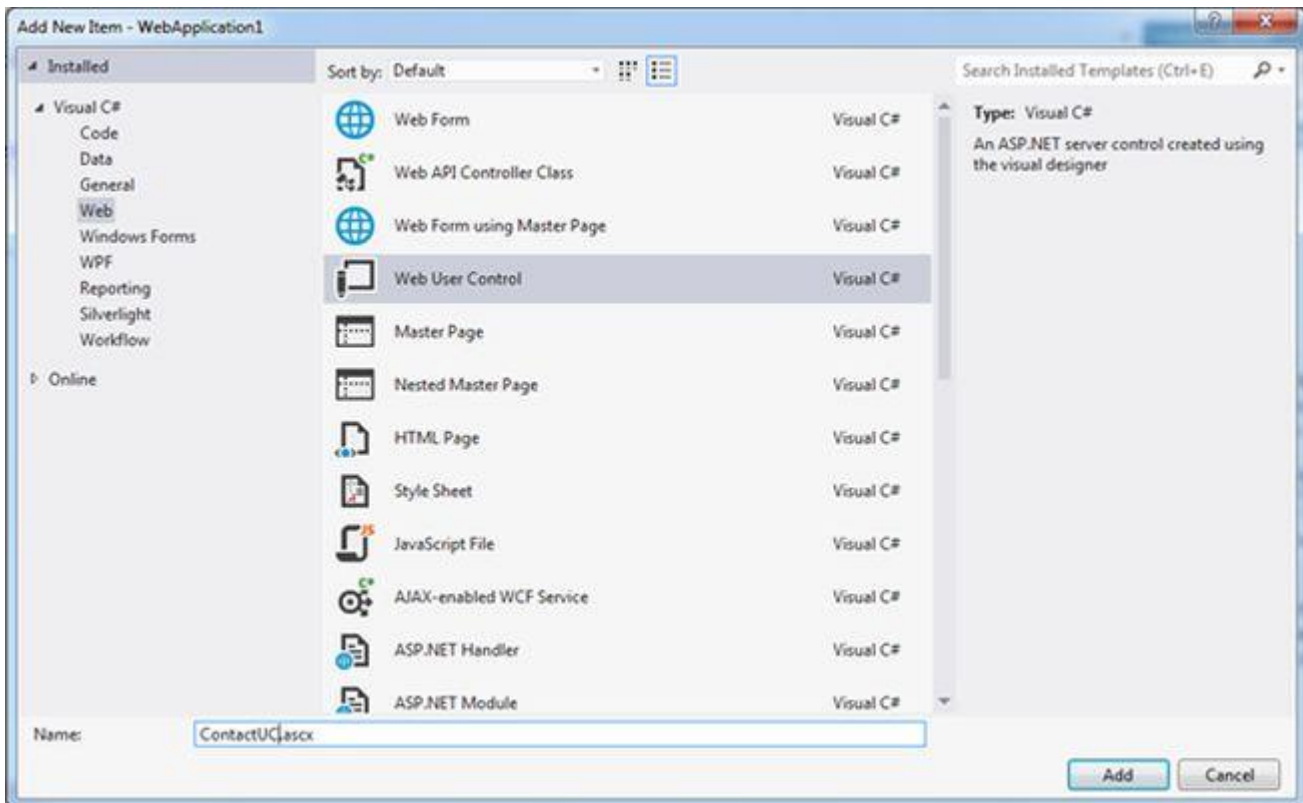 Add New Item - WebApplication1
Installed
Sort by: Default
Search Installed Templates (Ctrl+E)
Visual C#
Code
Data
General
Web
Windows Forms
WPF
Reporting
Silverlight
Workflow
Online
Web Form Visual C#
Web API Controller Class Visual C#
Web Form using Master Page Visual C#
Web User Control Visual C#
Master Page Visual C#
Nested Master Page Visual C#
HTML Page Visual C#
Style Sheet Visual C#
JavaScript File Visual C#
AJAX-enabled WCF Service Visual C#
ASP.NET Handler Visual C#
ASP.NET Module Visual C#
Type: Visual C#
An ASP.NET server control created using
the visual designer
Name: ContactUC.ascx
Add Cancel